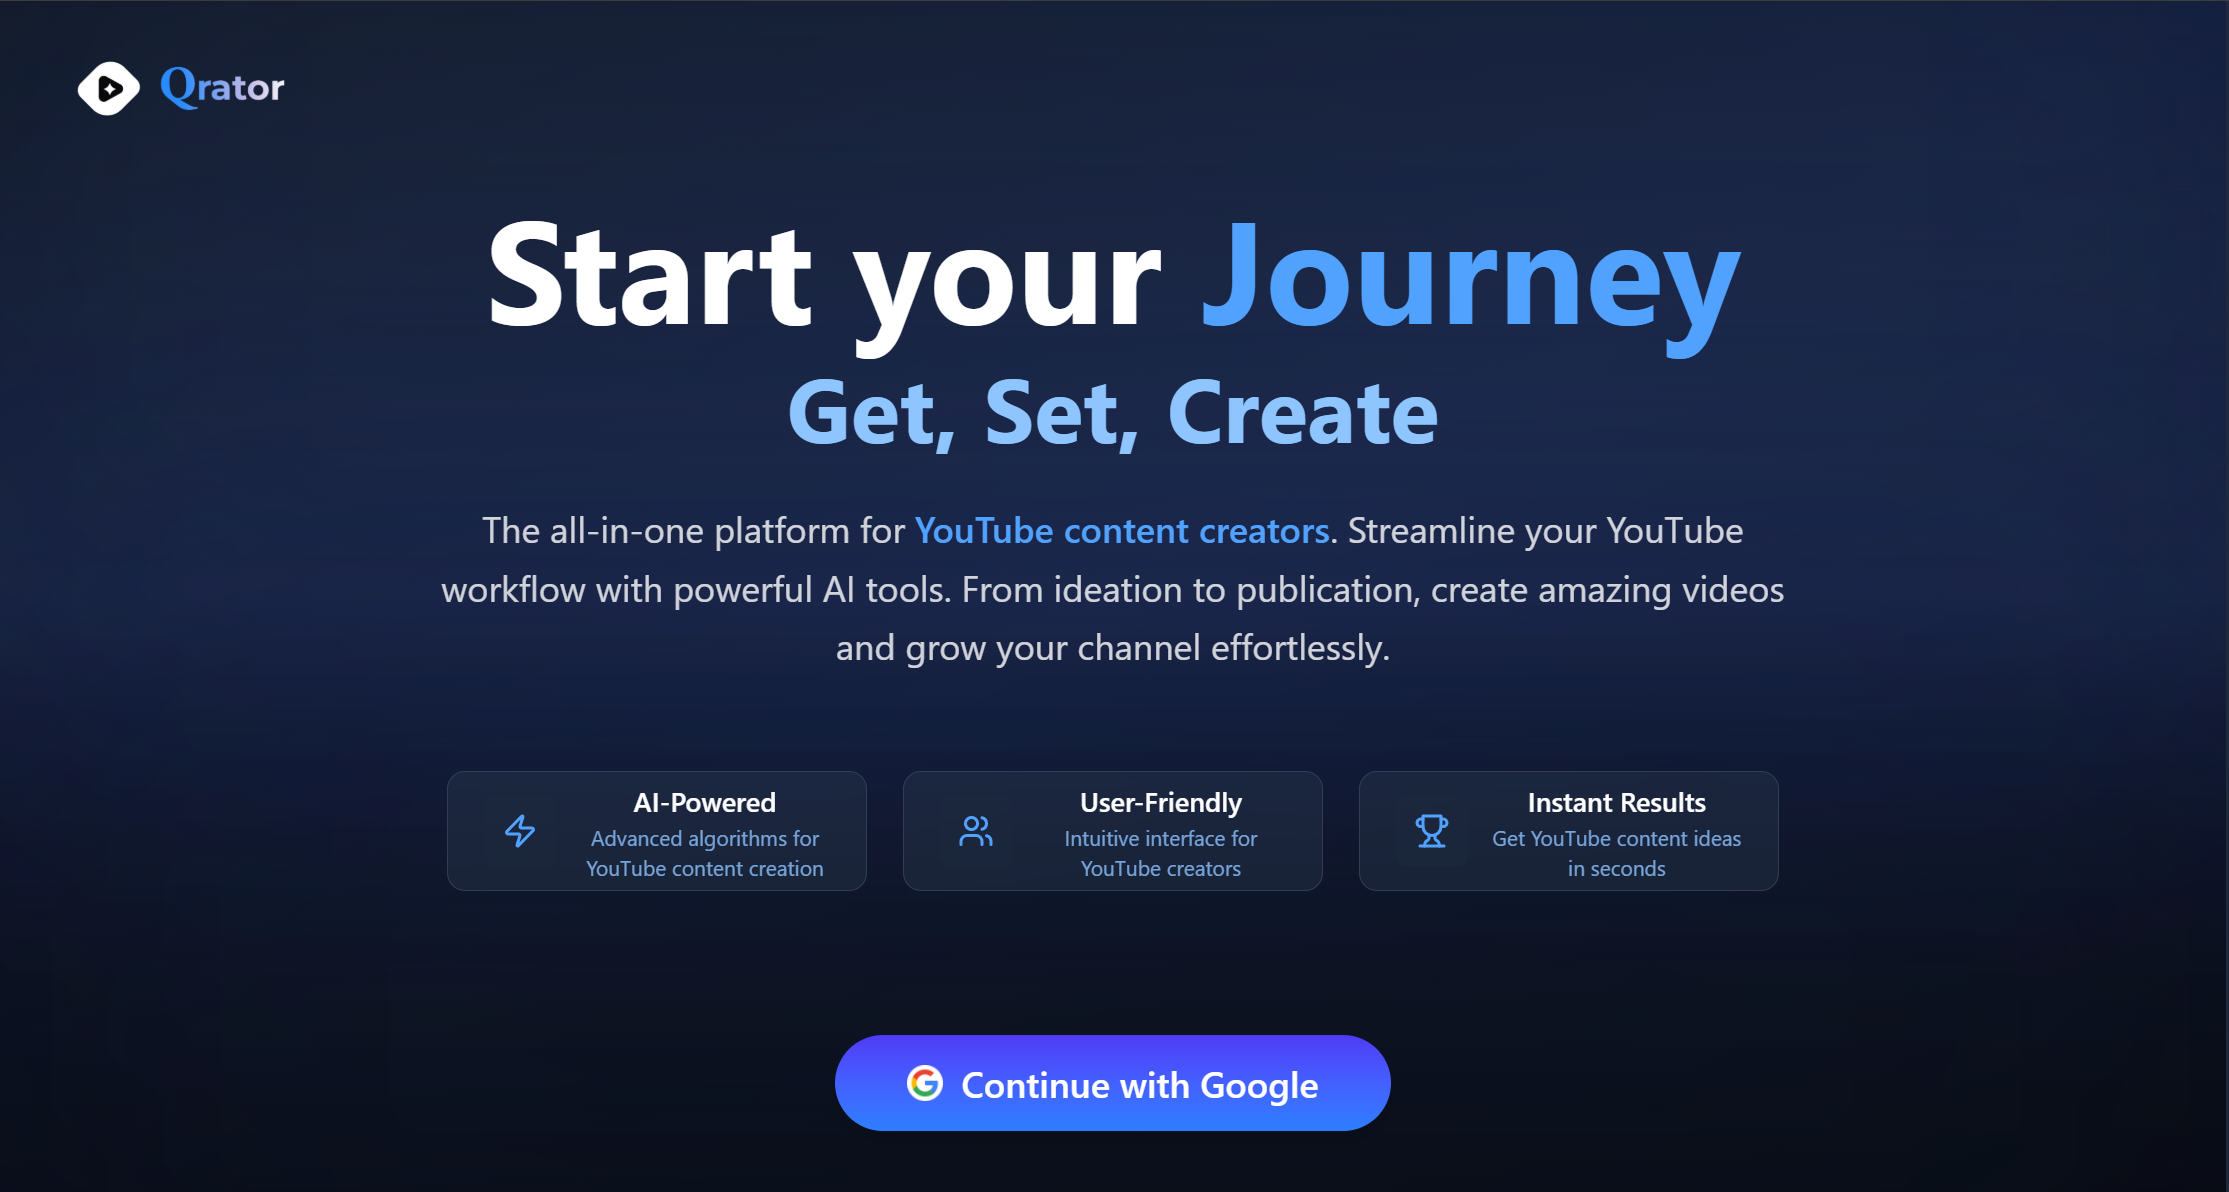 Qrator
Start your Journey
Get, Set, Create
The all-in-one platform for YouTube content creators. Streamline your YouTube
workflow with powerful AI tools. From ideation to publication, create amazing videos
and grow your channel effortlessly.
AI-Powered
Advanced algorithms for
YouTube content creation
User-Friendly
Intuitive interface for
YouTube creators
Instant Results
Get YouTube content ideas
in seconds
Continue with Google